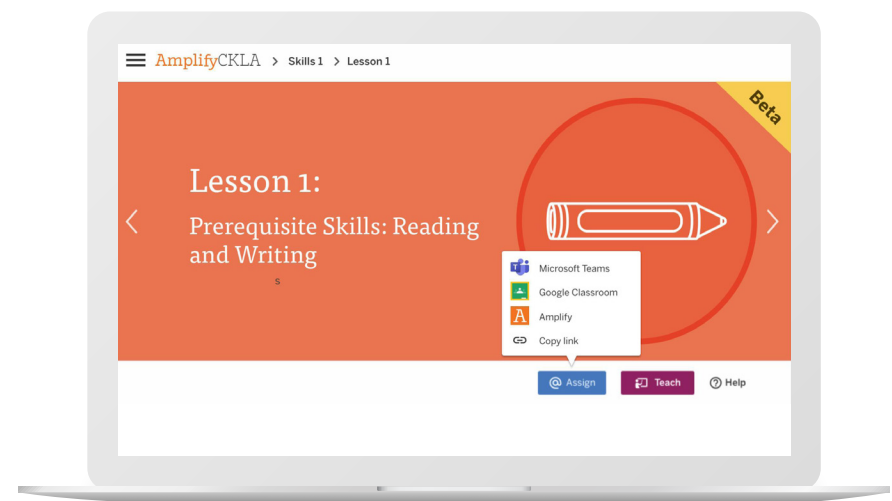 AmplifyCKLA > Skills 1 > Lesson 1
Beta
Lesson 1:
Prerequisite Skills: Reading
and Writing
s
Microsoft Teams
Google Classroom
A Amplify
Copy link
@ Assign
Teach
? Help